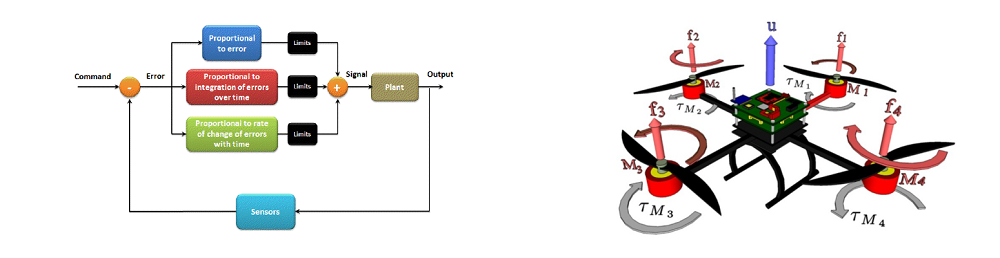 Proportional
to error
Limits
Command
Error
-
Proportional to
integration of errors
over time
Limits
+
Signal
Plant
Output
Proportional to rate
of change of errors
with time
Limits
Sensors
u
f2
f1
M2
M1
τM2
τM1
f3
f4
M3
M4
τM3
τM4